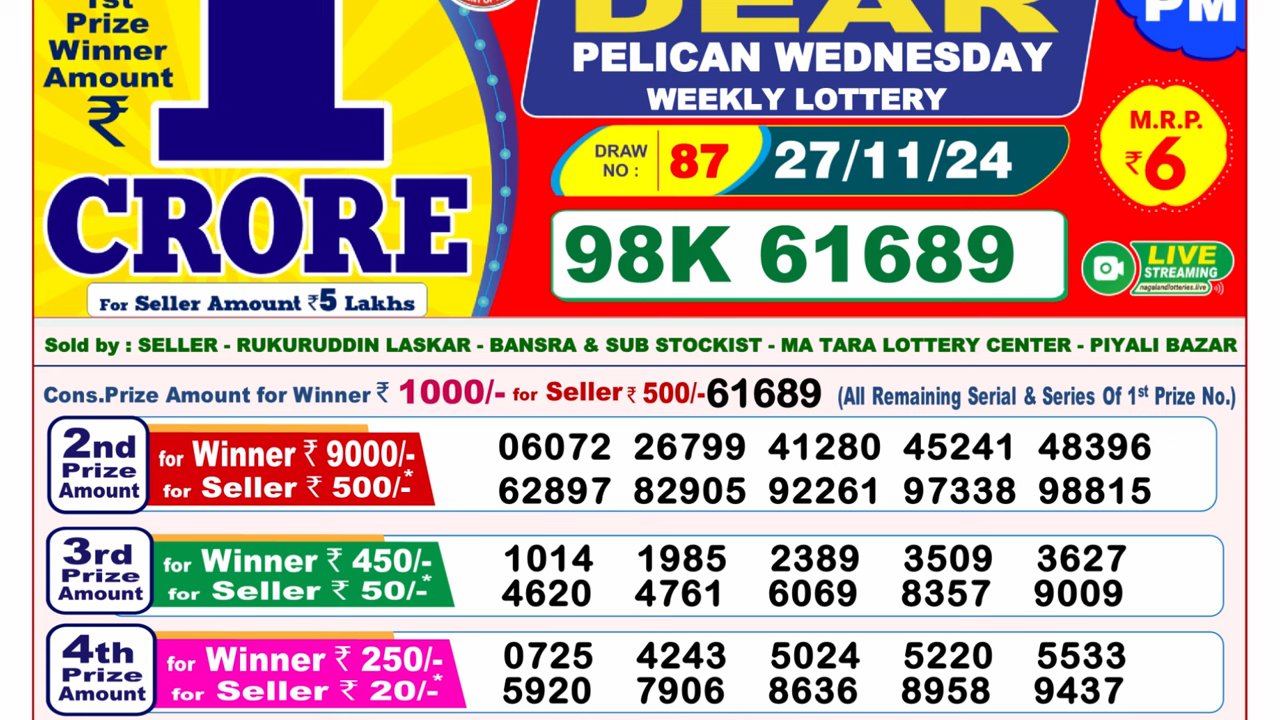 1st
Prize
Winner
Amount
₹
1
CRORE
For Seller Amount ₹5 Lakhs
DEAR
PELICAN WEDNESDAY
WEEKLY LOTTERY
PM
DRAW NO : 87 27/11/24
M.R.P.
₹6
98K 61689
LIVE
STREAMING
nagalandlotteries.live
Sold by : SELLER - RUKURUDDIN LASKAR - BANSRA & SUB STOCKIST - MA TARA LOTTERY CENTER - PIYALI BAZAR
Cons.Prize Amount for Winner ₹ 1000/- for Seller ₹ 500/- 61689 (All Remaining Serial & Series Of 1st Prize No.)
2nd
Prize
Amount
for Winner ₹ 9000/-
for Seller ₹ 500/-*
06072 26799 41280 45241 48396
62897 82905 92261 97338 98815
3rd
Prize
Amount
for Winner ₹ 450/-
for Seller ₹ 50/-*
1014 1985 2389 3509 3627
4620 4761 6069 8357 9009
4th
Prize
Amount
for Winner ₹ 250/-
for Seller ₹ 20/-*
0725 4243 5024 5220 5533
5920 7906 8636 8958 9437